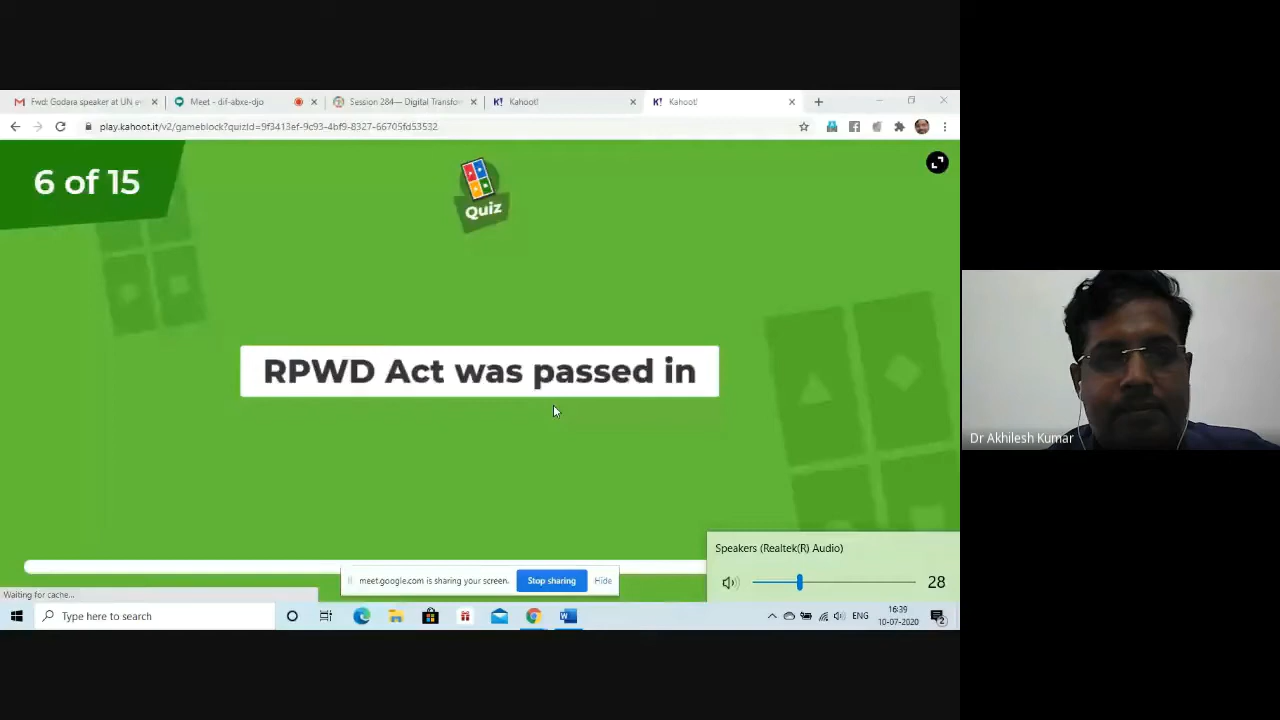 Fwd: Godara speaker at UN e
Meet - dif-abxe-djo
Session 284— Digital Transfo
Kahoot!
Kahoot!
play.kahoot.it/v2/gameblock?quizId=9f3413ef-9c93-4bf9-8327-66705fd53532
6 of 15
Quiz
RPWD Act was passed in
Dr Akhilesh Kumar
Speakers (Realtek(R) Audio)
28
meet.google.com is sharing your screen.
Stop sharing
Hide
Waiting for cache...
Type here to search
ENG
16:39
10-07-2020
2